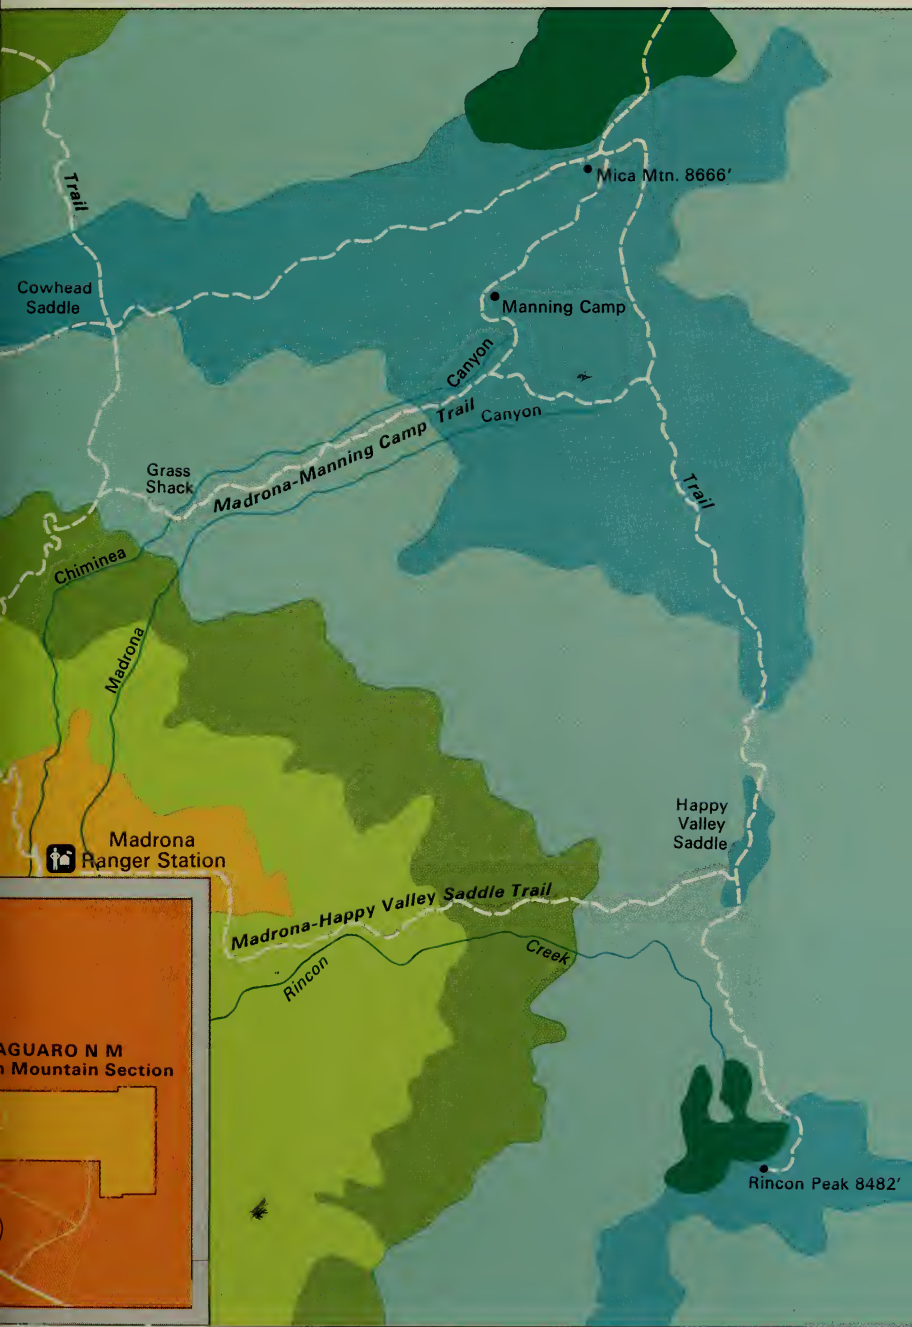 Trail
Mica Mtn. 8666'
Cowhead
Saddle
Manning Camp
Canyon
Canyon
Madrona-Manning Camp Trail
Grass
Shack
Trail
Chiminea
Madrona
Happy
Valley
Saddle
Madrona
Ranger Station
Madrona-Happy Valley Saddle Trail
Rincon
Creek
AGUARO N M
n Mountain Section
Rincon Peak 8482'